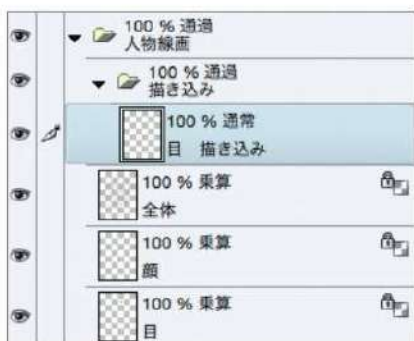 100 % 通過
人物線画
100 % 通過
描き込み
100 % 通常
目 描き込み
100 % 乗算
全体
100 % 乗算
顔
100 % 乗算
目